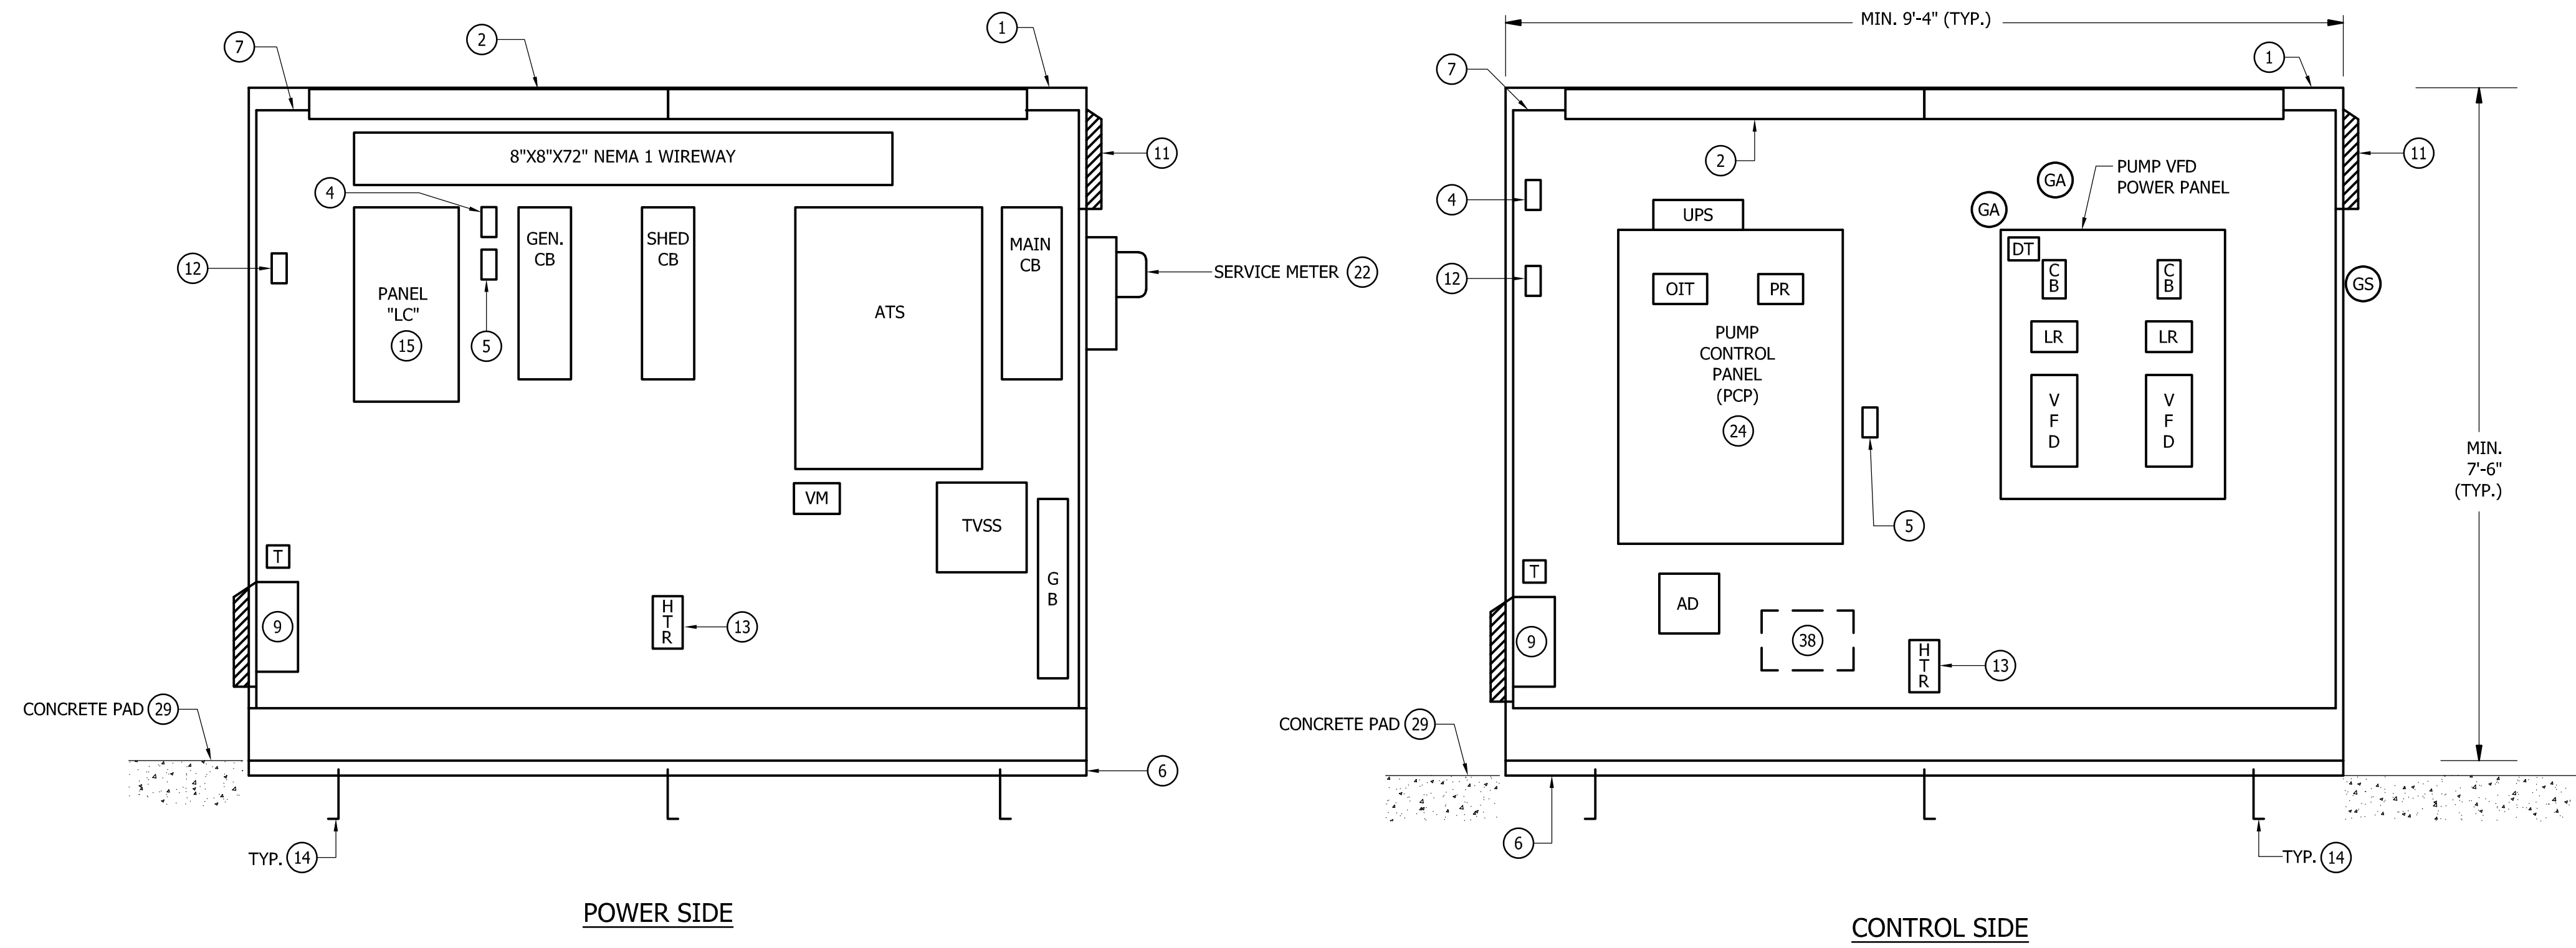 1
2
7
8"X8"X72" NEMA 1 WIREWAY
11
4
GEN.
CB
SHED
CB
MAIN
CB
12
PANEL
"LC"
15
5
ATS
SERVICE METER 22
VM
TVSS
T
G
B
9
H
T
R
13
CONCRETE PAD 29
6
TYP. 14
POWER SIDE
MIN. 9'-4" (TYP.)
1
7
2
11
PUMP VFD
POWER PANEL
GA
GA
4
UPS
DT
12
OIT
PR
C
B
C
B
GS
PUMP
CONTROL
PANEL
(PCP)
24
LR
LR
V
F
D
V
F
D
MIN.
7'-6"
(TYP.)
5
T
AD
9
38
H
T
R
13
CONCRETE PAD 29
6
TYP. 14
CONTROL SIDE